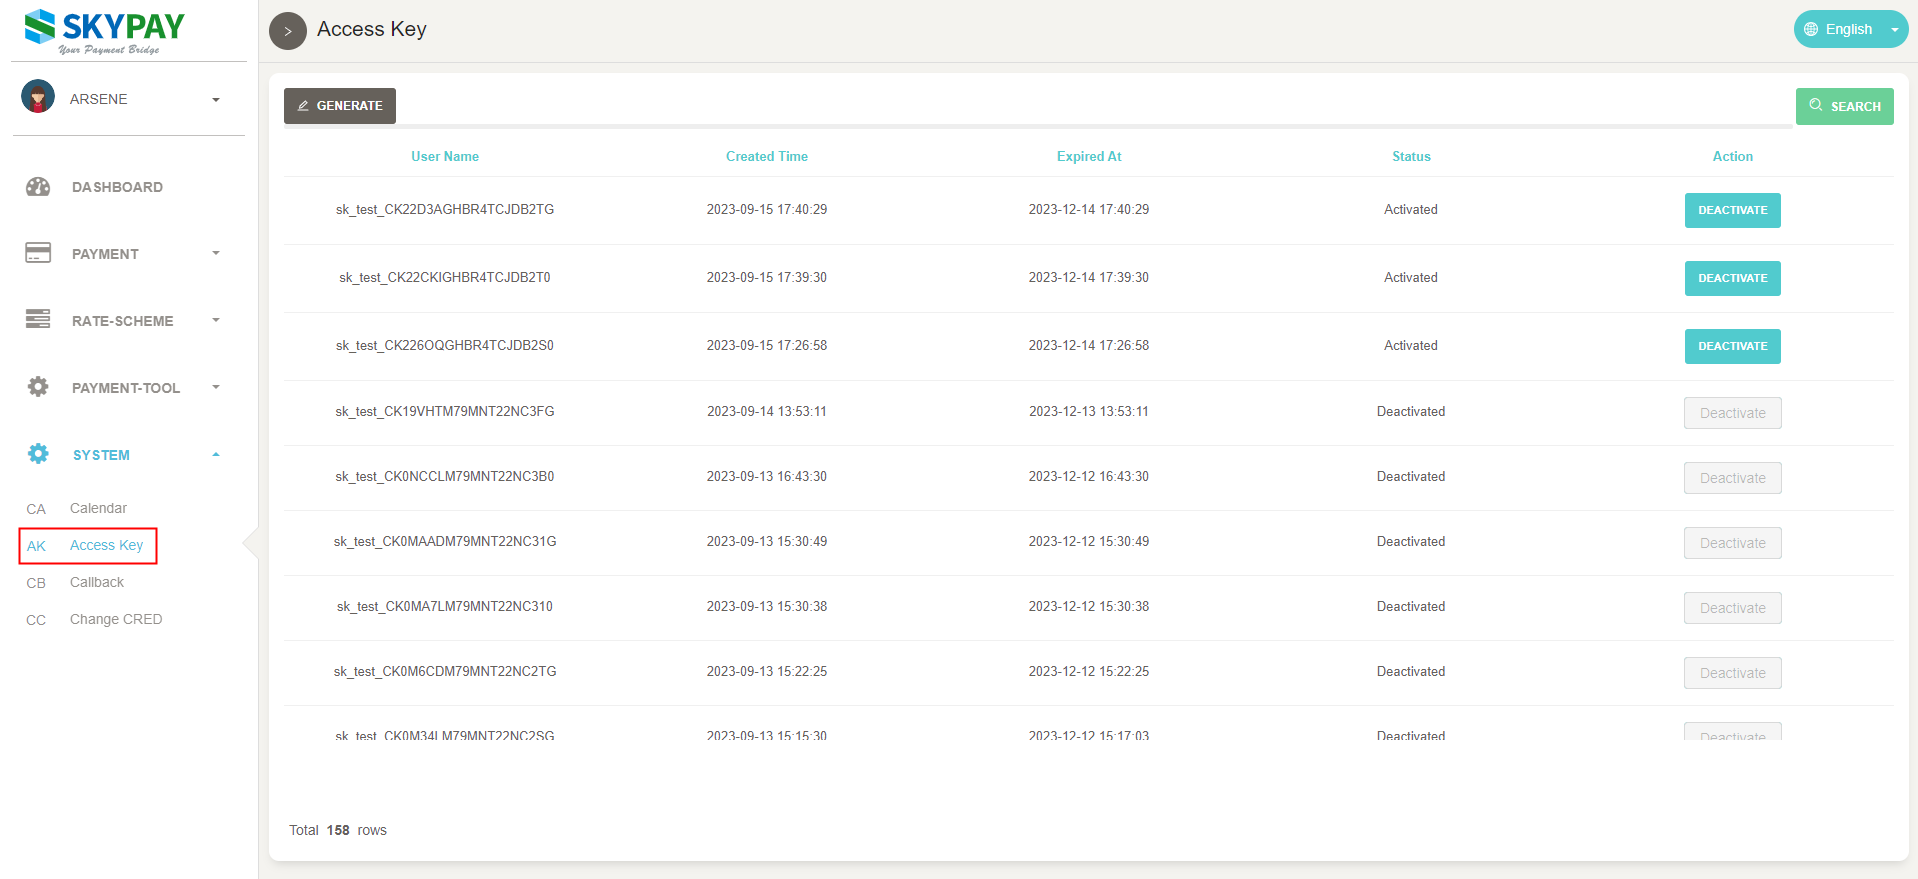 SKYPAY
Your Payment Bridge
> Access Key
English
ARSENE
GENERATE
SEARCH
User Name Created Time Expired At Status Action
sk_test_CK22D3AGHBR4TCJDB2TG 2023-09-15 17:40:29 2023-12-14 17:40:29 Activated DEACTIVATE
sk_test_CK22CKIGHBR4TCJDB2T0 2023-09-15 17:39:30 2023-12-14 17:39:30 Activated DEACTIVATE
sk_test_CK226OQGHBR4TCJDB2S0 2023-09-15 17:26:58 2023-12-14 17:26:58 Activated DEACTIVATE
sk_test_CK19VHTM79MNT22NC3FG 2023-09-14 13:53:11 2023-12-13 13:53:11 Deactivated Deactivate
sk_test_CK0NCCLM79MNT22NC3B0 2023-09-13 16:43:30 2023-12-12 16:43:30 Deactivated Deactivate
sk_test_CK0MAADM79MNT22NC31G 2023-09-13 15:30:49 2023-12-12 15:30:49 Deactivated Deactivate
sk_test_CK0MA7LM79MNT22NC310 2023-09-13 15:30:38 2023-12-12 15:30:38 Deactivated Deactivate
sk_test_CK0M6CDM79MNT22NC2TG 2023-09-13 15:22:25 2023-12-12 15:22:25 Deactivated Deactivate
sk_test_CK0M34LM79MNT22NC2SG 2023-09-13 15:15:30 2023-12-12 15:17:03 Deactivated Deactivate
Total 158 rows
DASHBOARD
PAYMENT
RATE-SCHEME
PAYMENT-TOOL
SYSTEM
CA Calendar
AK Access Key
CB Callback
CC Change CRED